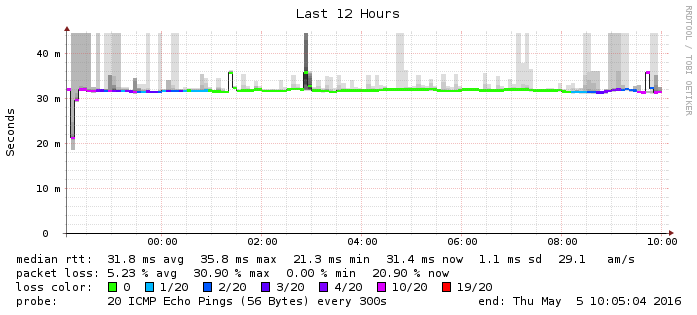 Last 12 Hours
RRDTOOL / TOBI OETIKER
Seconds
40 m
30 m
20 m
10 m
0
00:00 02:00 04:00 06:00 08:00 10:00
median rtt: 31.8 ms avg 35.8 ms max 21.3 ms min 31.4 ms now 1.1 ms sd 29.1 am/s
packet loss: 5.23 % avg 30.90 % max 0.00 % min 20.90 % now
loss color: 0 1/20 2/20 3/20 4/20 10/20 19/20
probe: 20 ICMP Echo Pings (56 Bytes) every 300s end: Thu May 5 10:05:04 2016